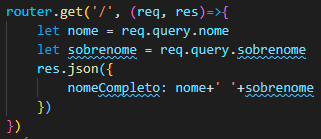 router.get('/', (req, res)=>{
    let nome = req.query.nome
    let sobrenome = req.query.sobrenome
    res.json({
        nomeCompleto: nome+' '+sobrenome
    })
})